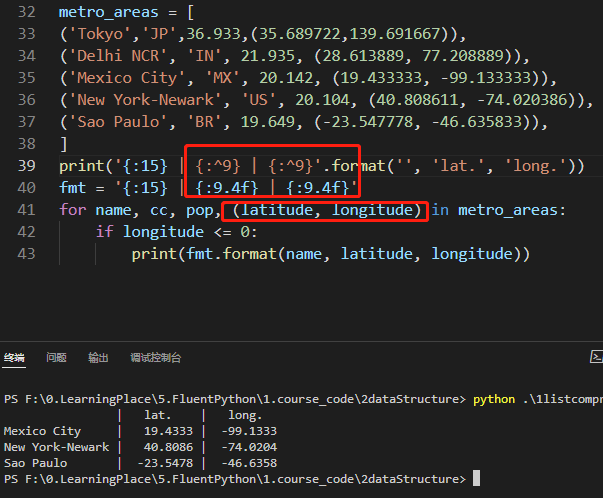 32 metro_areas = [
33 ('Tokyo','JP',36.933,(35.689722,139.691667)),
34 ('Delhi NCR', 'IN', 21.935, (28.613889, 77.208889)),
35 ('Mexico City', 'MX', 20.142, (19.433333, -99.133333)),
36 ('New York-Newark', 'US', 20.104, (40.808611, -74.020386)),
37 ('Sao Paulo', 'BR', 19.649, (-23.547778, -46.635833)),
38 ]
39 print('{:15} | {:^9} | {:^9}'.format('', 'lat.', 'long.'))
40 fmt = '{:15} | {:9.4f} | {:9.4f}'
41 for name, cc, pop, (latitude, longitude) in metro_areas:
42     if longitude <= 0:
43         print(fmt.format(name, latitude, longitude))
终端 问题 输出 调试控制台
PS F:\0.LearningPlace\5.FluentPython\1.course_code\2dataStructure> python .\1listcompr
                |   lat.    |   long.
Mexico City     |   19.4333 |  -99.1333
New York-Newark |   40.8086 |  -74.0204
Sao Paulo       |  -23.5478 |  -46.6358
PS F:\0.LearningPlace\5.FluentPython\1.course_code\2dataStructure>